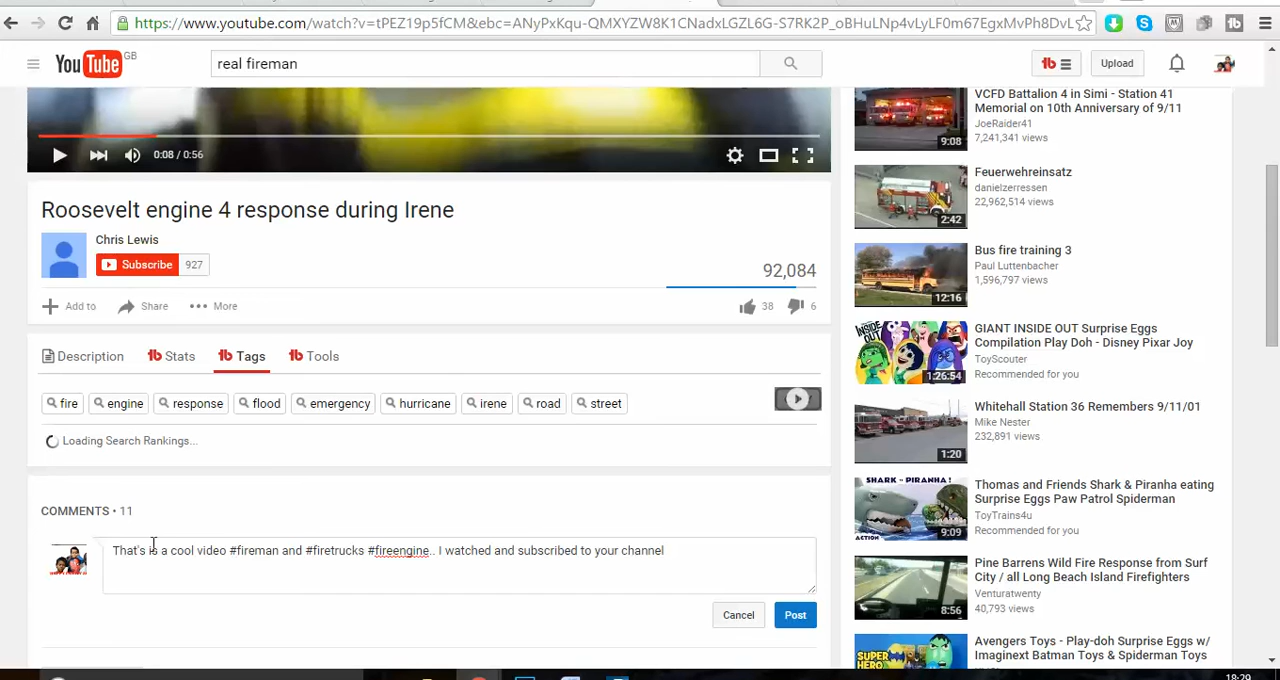 https://www.youtube.com/watch?v=tPEZ19p5fCM&ebc=ANyPxKqu-QMXYZW8K1CNadxLGZL6G-S7RK2P_oBHuLNp4vLyLF0m67EgxMvPh8DvL
YouTube GB
real fireman
Upload
0:08 / 0:56
Roosevelt engine 4 response during Irene
Chris Lewis
Subscribe 927
92,084
Add to Share More
38 6
Description Stats Tags Tools
fire engine response flood emergency hurricane irene road street
Loading Search Rankings...
COMMENTS • 11
That's is a cool video #fireman and #firetrucks #fireengine.. I watched and subscribed to your channel
Cancel Post
VCFD Battalion 4 in Simi - Station 41
Memorial on 10th Anniversary of 9/11
JoeRaider41
7,241,341 views
9:08
Feuerwehreinsatz
danielzerressen
22,962,514 views
2:42
Bus fire training 3
Paul Luttenbacher
1,596,797 views
12:16
INSIDE OUT
GIANT INSIDE OUT Surprise Eggs
Compilation Play Doh - Disney Pixar Joy
ToyScouter
Recommended for you
1:26:54
Whitehall Station 36 Remembers 9/11/01
Mike Nester
232,891 views
1:20
SHARK vs PIRANHA!
ACTION
Thomas and Friends Shark & Piranha eating
Surprise Eggs Paw Patrol Spiderman
ToyTrains4u
Recommended for you
9:09
Pine Barrens Wild Fire Response from Surf
City / all Long Beach Island Firefighters
Venturatwenty
40,793 views
8:56
SUPER
HERO
Avengers Toys - Play-doh Surprise Eggs w/
Imaginext Batman Toys & Spiderman Toys
18:29